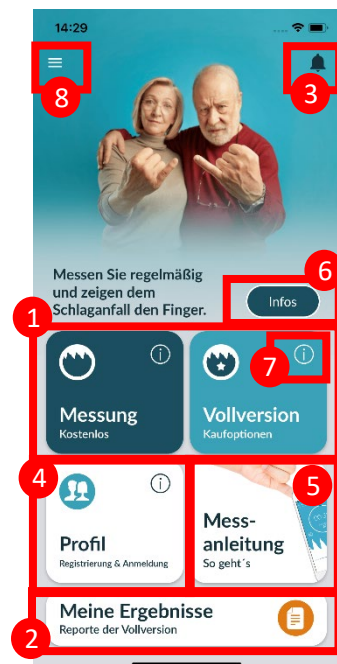 14:29
8
3
Messen Sie regelmäßig
und zeigen dem
Schlaganfall den Finger.
6
Infos
1
7
Messung
Kostenlos
Vollversion
Kaufoptionen
4
Profil
Registrierung & Anmeldung
5
Mess-
anleitung
So geht´s
2
Meine Ergebnisse
Reporte der Vollversion